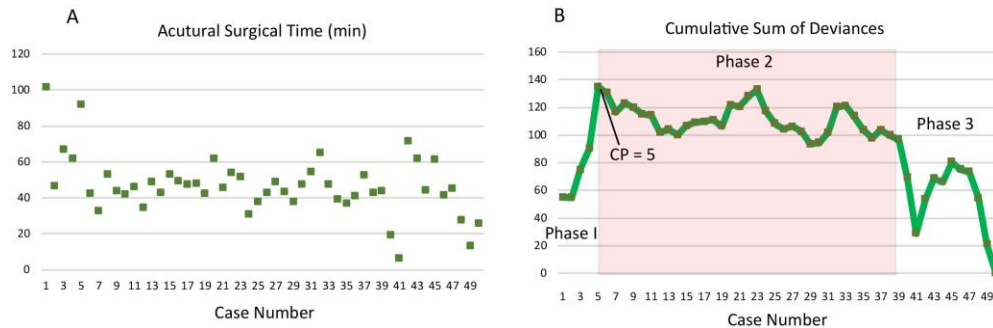 A
Acutural Surgical Time (min)
120
100
80
60
40
20
0
1 3 5 7 9 11 13 15 17 19 21 23 25 27 29 31 33 35 37 39 41 43 45 47 49
Case Number
B
Cumulative Sum of Deviances
160
140
120
100
80
60
40
20
0
Phase 2
Phase 3
CP = 5
Phase I
1 3 5 7 9 11 13 15 17 19 21 23 25 27 29 31 33 35 37 39 41 43 45 47 49
Case Number